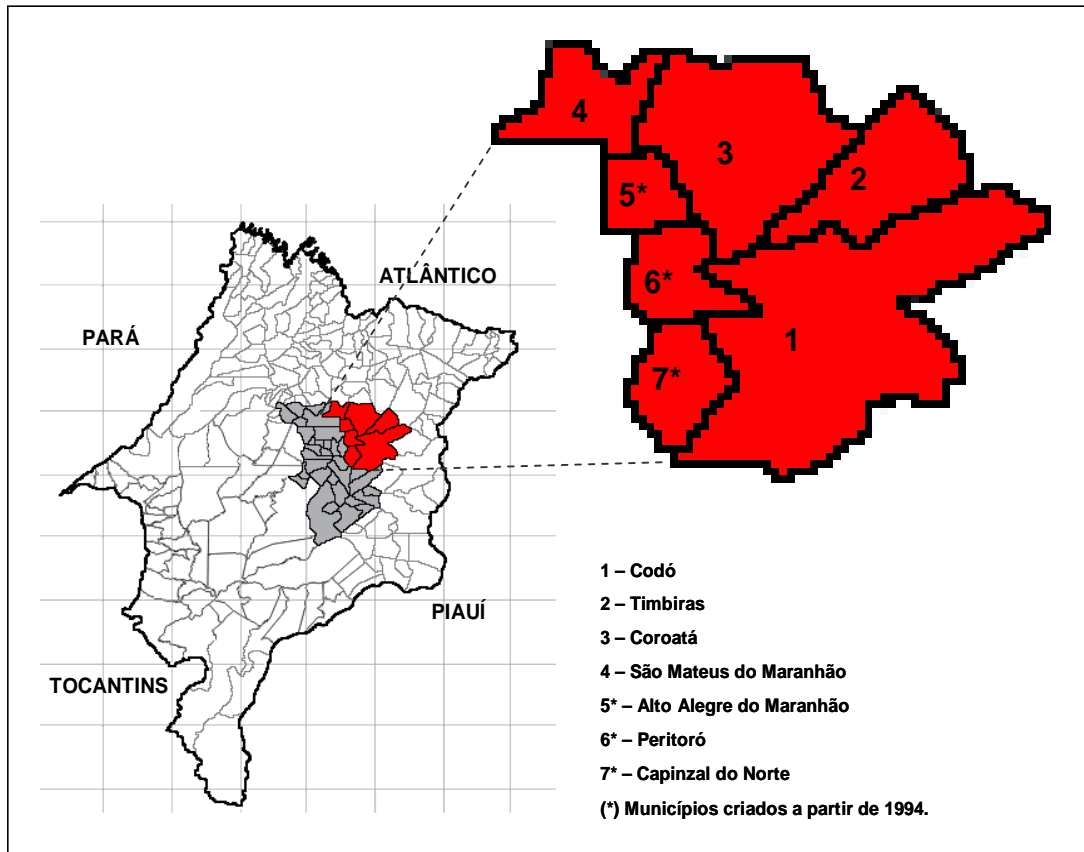 4
3
2
5*
6*
1
7*
ATLÂNTICO
PARÁ
PIAUÍ
TOCANTINS
1 – Codó
2 – Timbiras
3 – Coroatá
4 – São Mateus do Maranhão
5* – Alto Alegre do Maranhão
6* – Peritoró
7* – Capinzal do Norte
(*) Municípios criados a partir de 1994.